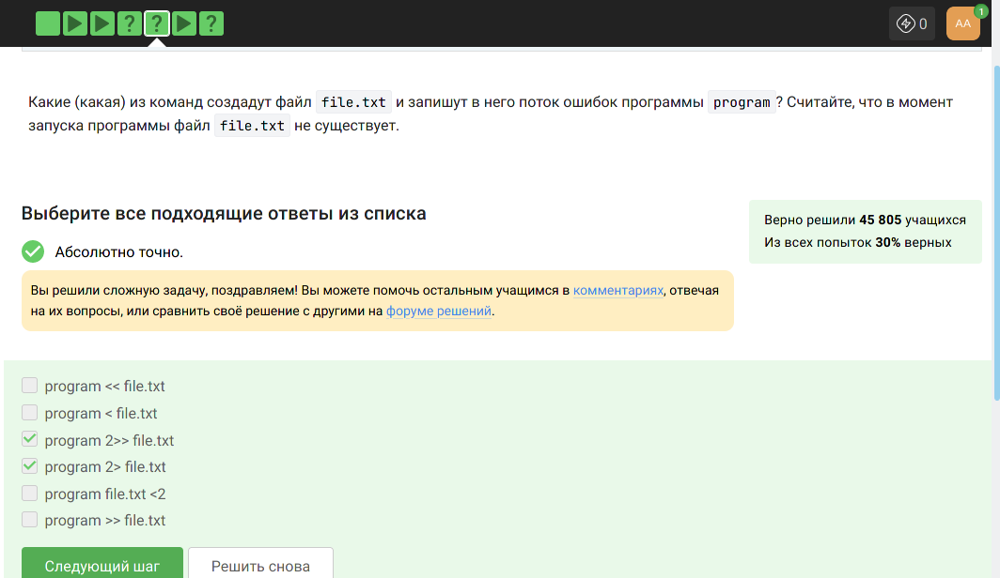 ? ? ?
0
AA
1
Какие (какая) из команд создадут файл file.txt и запишут в него поток ошибок программы program? Считайте, что в момент
запуска программы файл file.txt не существует.
Выберите все подходящие ответы из списка
Верно решили 45 805 учащихся
Из всех попыток 30% верных
Абсолютно точно.
Вы решили сложную задачу, поздравляем! Вы можете помочь остальным учащимся в комментариях, отвечая
на их вопросы, или сравнить своё решение с другими на форуме решений.
program << file.txt
program < file.txt
program 2>> file.txt
program 2> file.txt
program file.txt <2
program >> file.txt
Следующий шаг
Решить снова